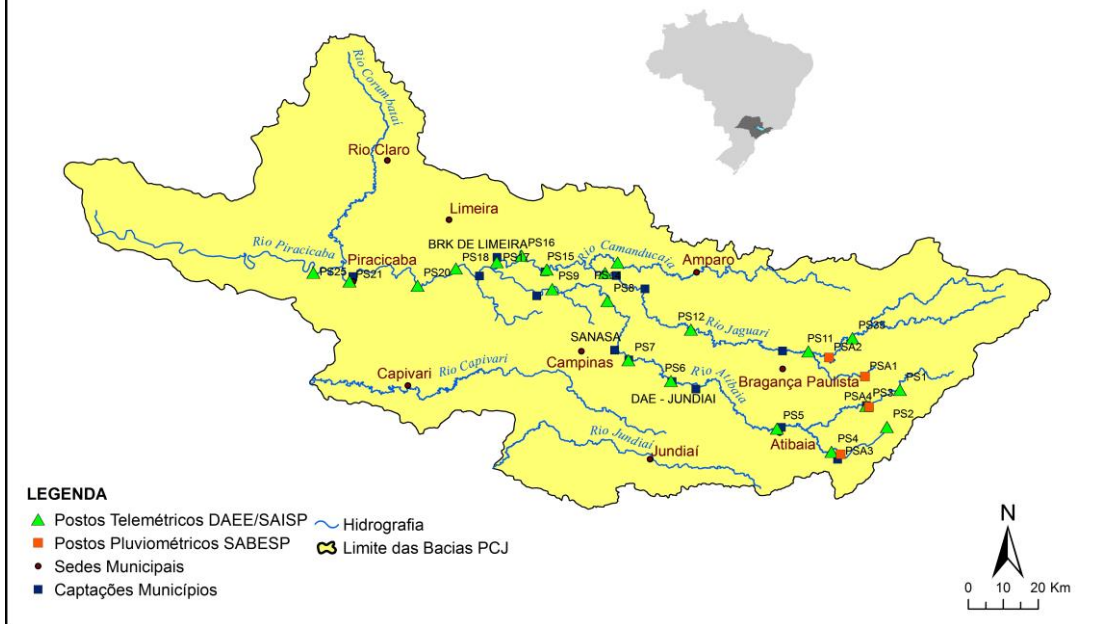 Rio Corumbataí
Rio Claro
Limeira
Rio Piracicaba
Piracicaba
BRK DE LIMEIRA
PS16
PS18
PS17
PS15
Rio Camanducaia
Amparo
PS25
PS21
PS20
PS9
PS8
PS12
Rio Jaguari
PS11
PS35
PSA2
PSA1
SANASA
PS7
Campinas
PS6
Rio Atibaia
Bragança Paulista
PS1
PSA4
PS3
Capivari
Rio Capivari
DAE - JUNDIAI
PS5
Atibaia
PS2
PS4
PSA3
Rio Jundiaí
Jundiaí
LEGENDA
Postos Telemétricos DAEE/SAISP
Postos Pluviométricos SABESP
Sedes Municipais
Captações Municípios
Hidrografia
Limite das Bacias PCJ
N
0 10 20 Km